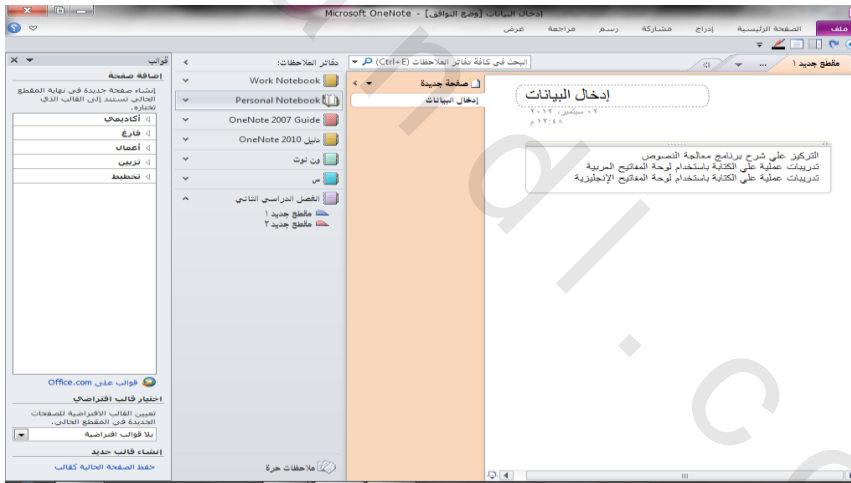 إدخال البيانات [وضع التوافق] - Microsoft OneNote
ملف الصفحة الرئيسية إدراج مشاركة رسم مراجعة عرض
مقطع جديد ١ ...
البحث في كافة دفاتر الملاحظات (Ctrl+E)
إدخال البيانات
٠٢ سبتمبر، ٢٠١٢
١٢:٤٨ م
التركيز على شرح برنامج معالجة النصوص
تدريبات عملية على الكتابة باستخدام لوحة المفاتيح العربية
تدريبات عملية على الكتابة باستخدام لوحة المفاتيح الإنجليزية
صفحة جديدة
إدخال البيانات
دفاتر الملاحظات:
Work Notebook
Personal Notebook
OneNote 2007 Guide
دليل OneNote 2010
ون نوت
س
الفصل الدراسي الثاني
مقطع جديد ١
مقطع جديد ٢
ملاحظات حرة
قوالب
إضافة صفحة
إنشاء صفحة جديدة في نهاية المقطع
الحالي تستند إلى القالب الذي
تختاره.
أكاديمي
فارغ
أعمال
تزيين
تخطيط
قوالب على Office.com
اختيار قالب افتراضي
تعيين القالب الافتراضية للصفحات
الجديدة في المقطع الحالي.
بلا قوالب افتراضية
إنشاء قالب جديد
حفظ الصفحة الحالية كقالب